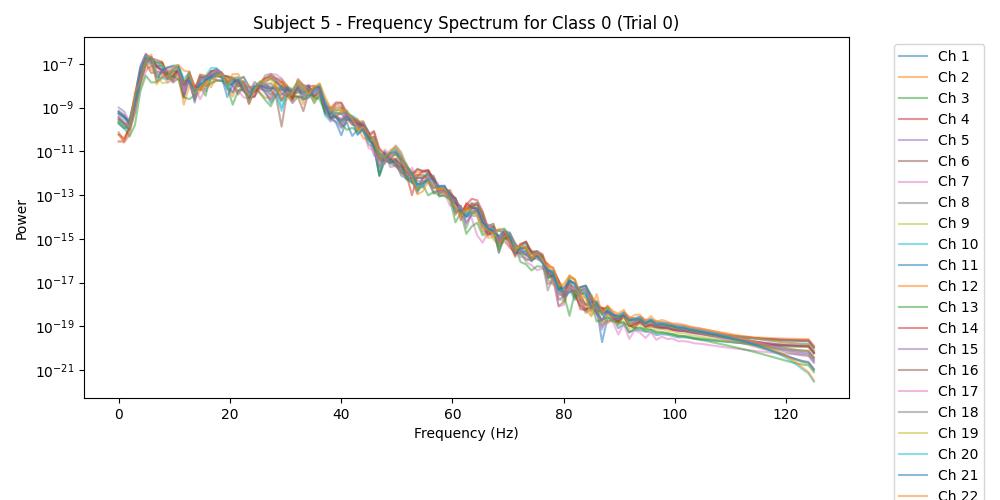 Subject 5 - Frequency Spectrum for Class 0 (Trial 0)
Power
10⁻⁷
10⁻⁹
10⁻¹¹
10⁻¹³
10⁻¹⁵
10⁻¹⁷
10⁻¹⁹
10⁻²¹
0 20 40 60 80 100 120
Frequency (Hz)
Ch 1
Ch 2
Ch 3
Ch 4
Ch 5
Ch 6
Ch 7
Ch 8
Ch 9
Ch 10
Ch 11
Ch 12
Ch 13
Ch 14
Ch 15
Ch 16
Ch 17
Ch 18
Ch 19
Ch 20
Ch 21
Ch 22